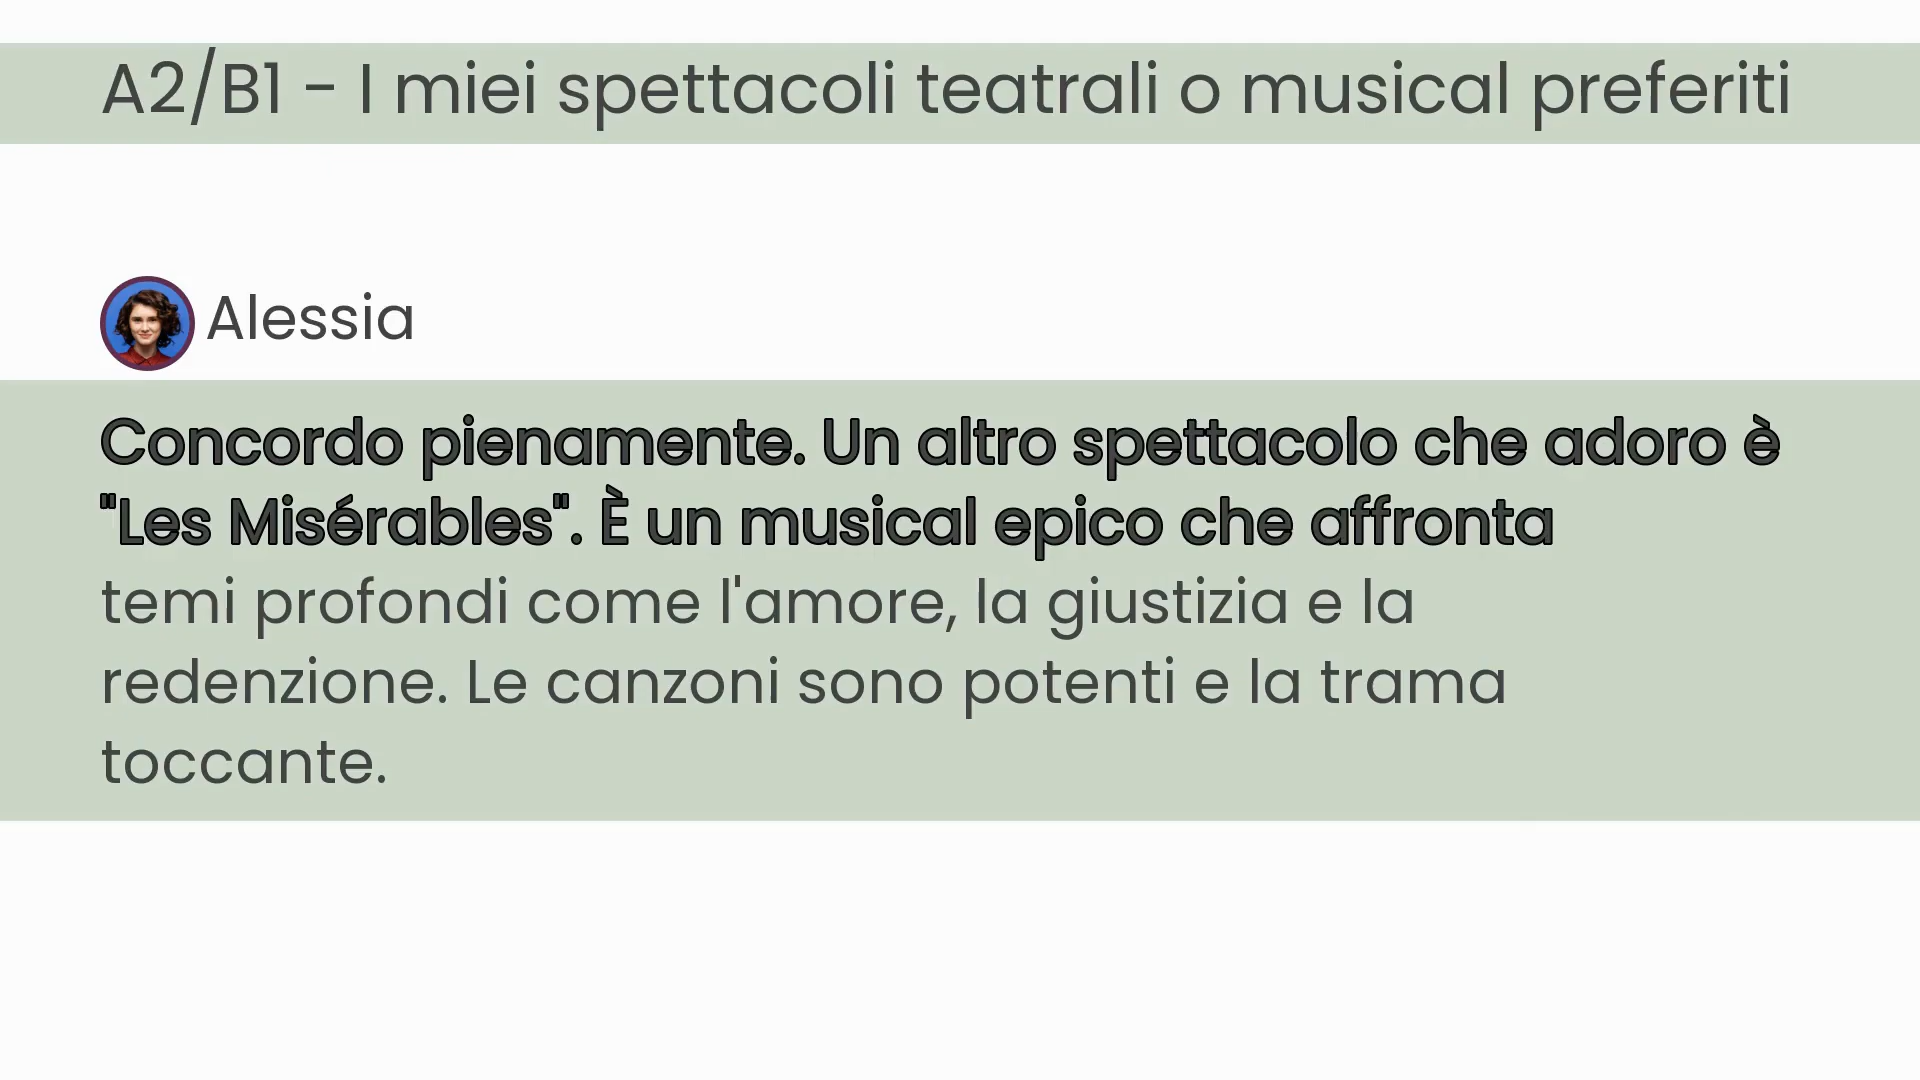 A2/B1 - I miei spettacoli teatrali o musical preferiti
Alessia
Concordo pienamente. Un altro spettacolo che adoro è
"Les Misérables". È un musical epico che affronta
temi profondi come l'amore, la giustizia e la
redenzione. Le canzoni sono potenti e la trama
toccante.